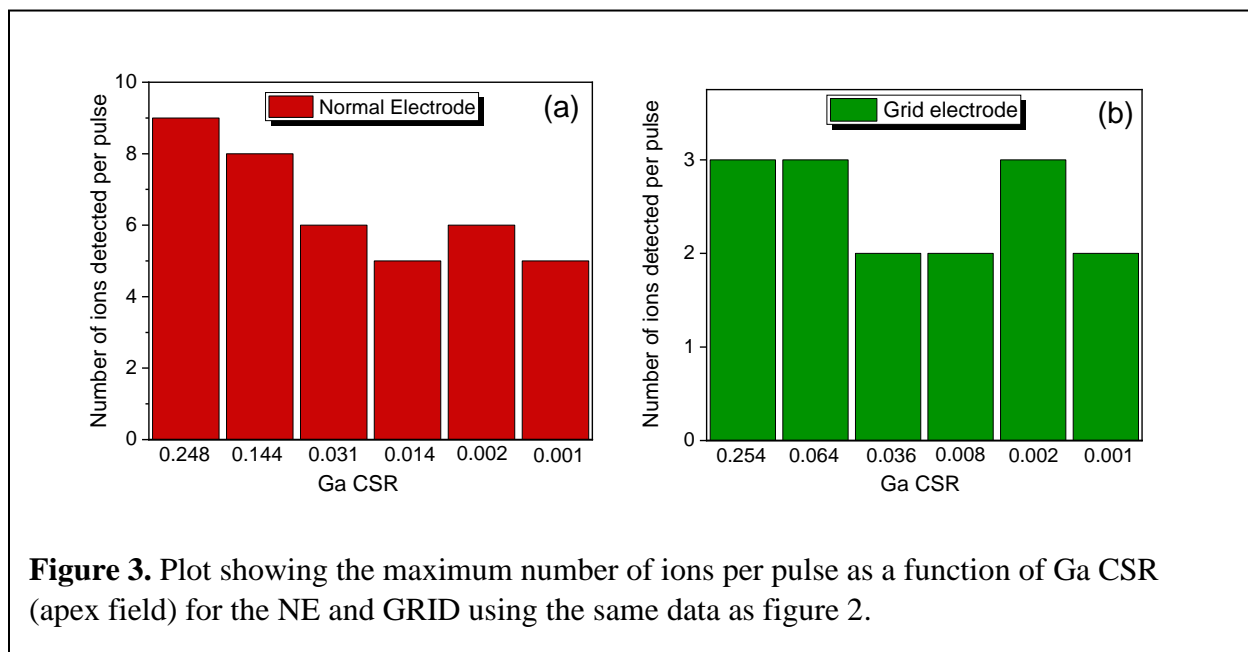 Number of ions detected per pulse
10
8
6
4
2
0
Normal Electrode
(a)
0.248 0.144 0.031 0.014 0.002 0.001
Ga CSR
Number of ions detected per pulse
3
2
1
0
Grid electrode
(b)
0.254 0.064 0.036 0.008 0.002 0.001
Ga CSR
Figure 3. Plot showing the maximum number of ions per pulse as a function of Ga CSR
(apex field) for the NE and GRID using the same data as figure 2.